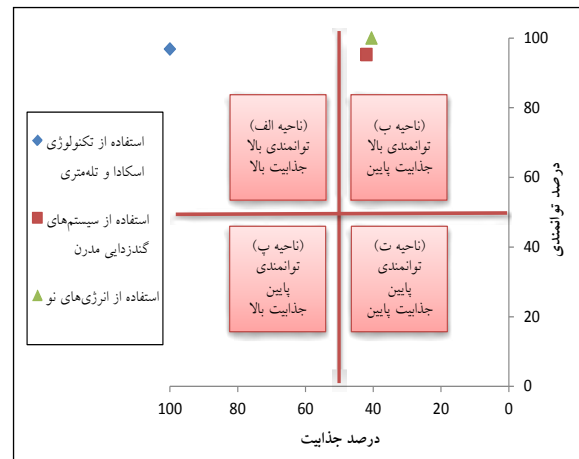 استفاده از تکنولوژی
اسکادا و تله‌متری
استفاده از سیستم‌های
گندزدایی مدرن
استفاده از انرژی‌های نو
(ناحیه الف)
توانمندی بالا
جذابیت بالا
(ناحیه ب)
توانمندی بالا
جذابیت پایین
(ناحیه پ)
توانمندی
پایین
جذابیت بالا
(ناحیه ت)
توانمندی
پایین
جذابیت پایین
100
80
60
40
20
0
درصد توانمندی
100
80
60
40
20
0
درصد جذابیت